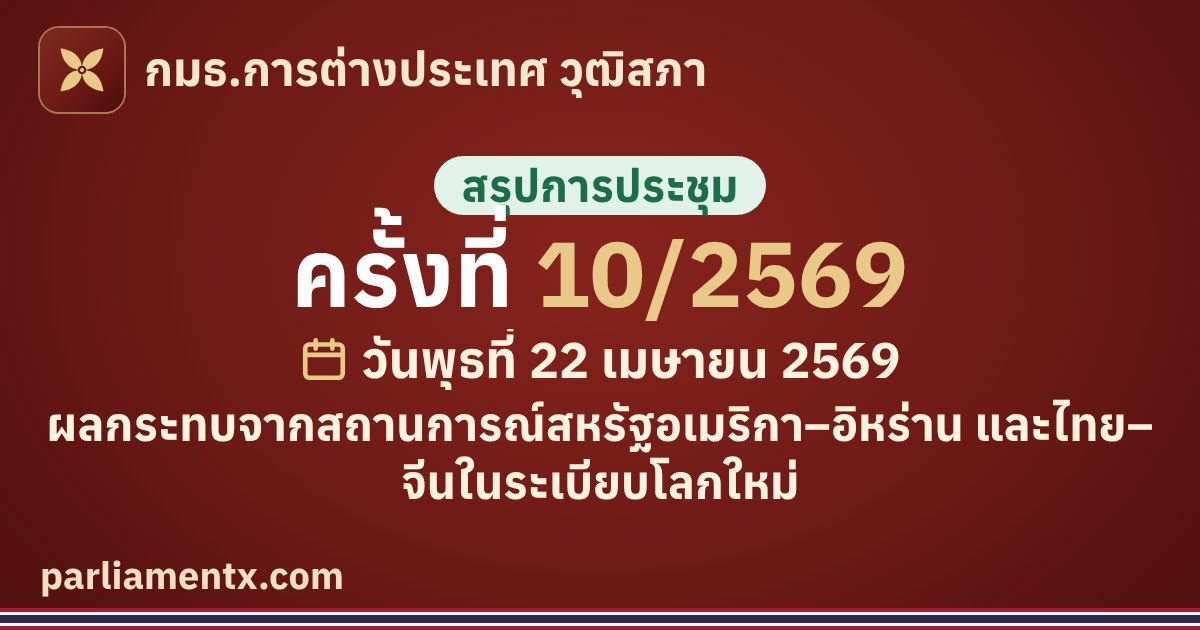 กมธ.การต่างประเทศ วุฒิสภา
สรุปการประชุม
ครั้งที่ 10/2569
วันพุธที่ 22 เมษายน 2569
ผลกระทบจากสถานการณ์สหรัฐอเมริกา–อิหร่าน และไทย–
จีนในระเบียบโลกใหม่
parliamentx.com